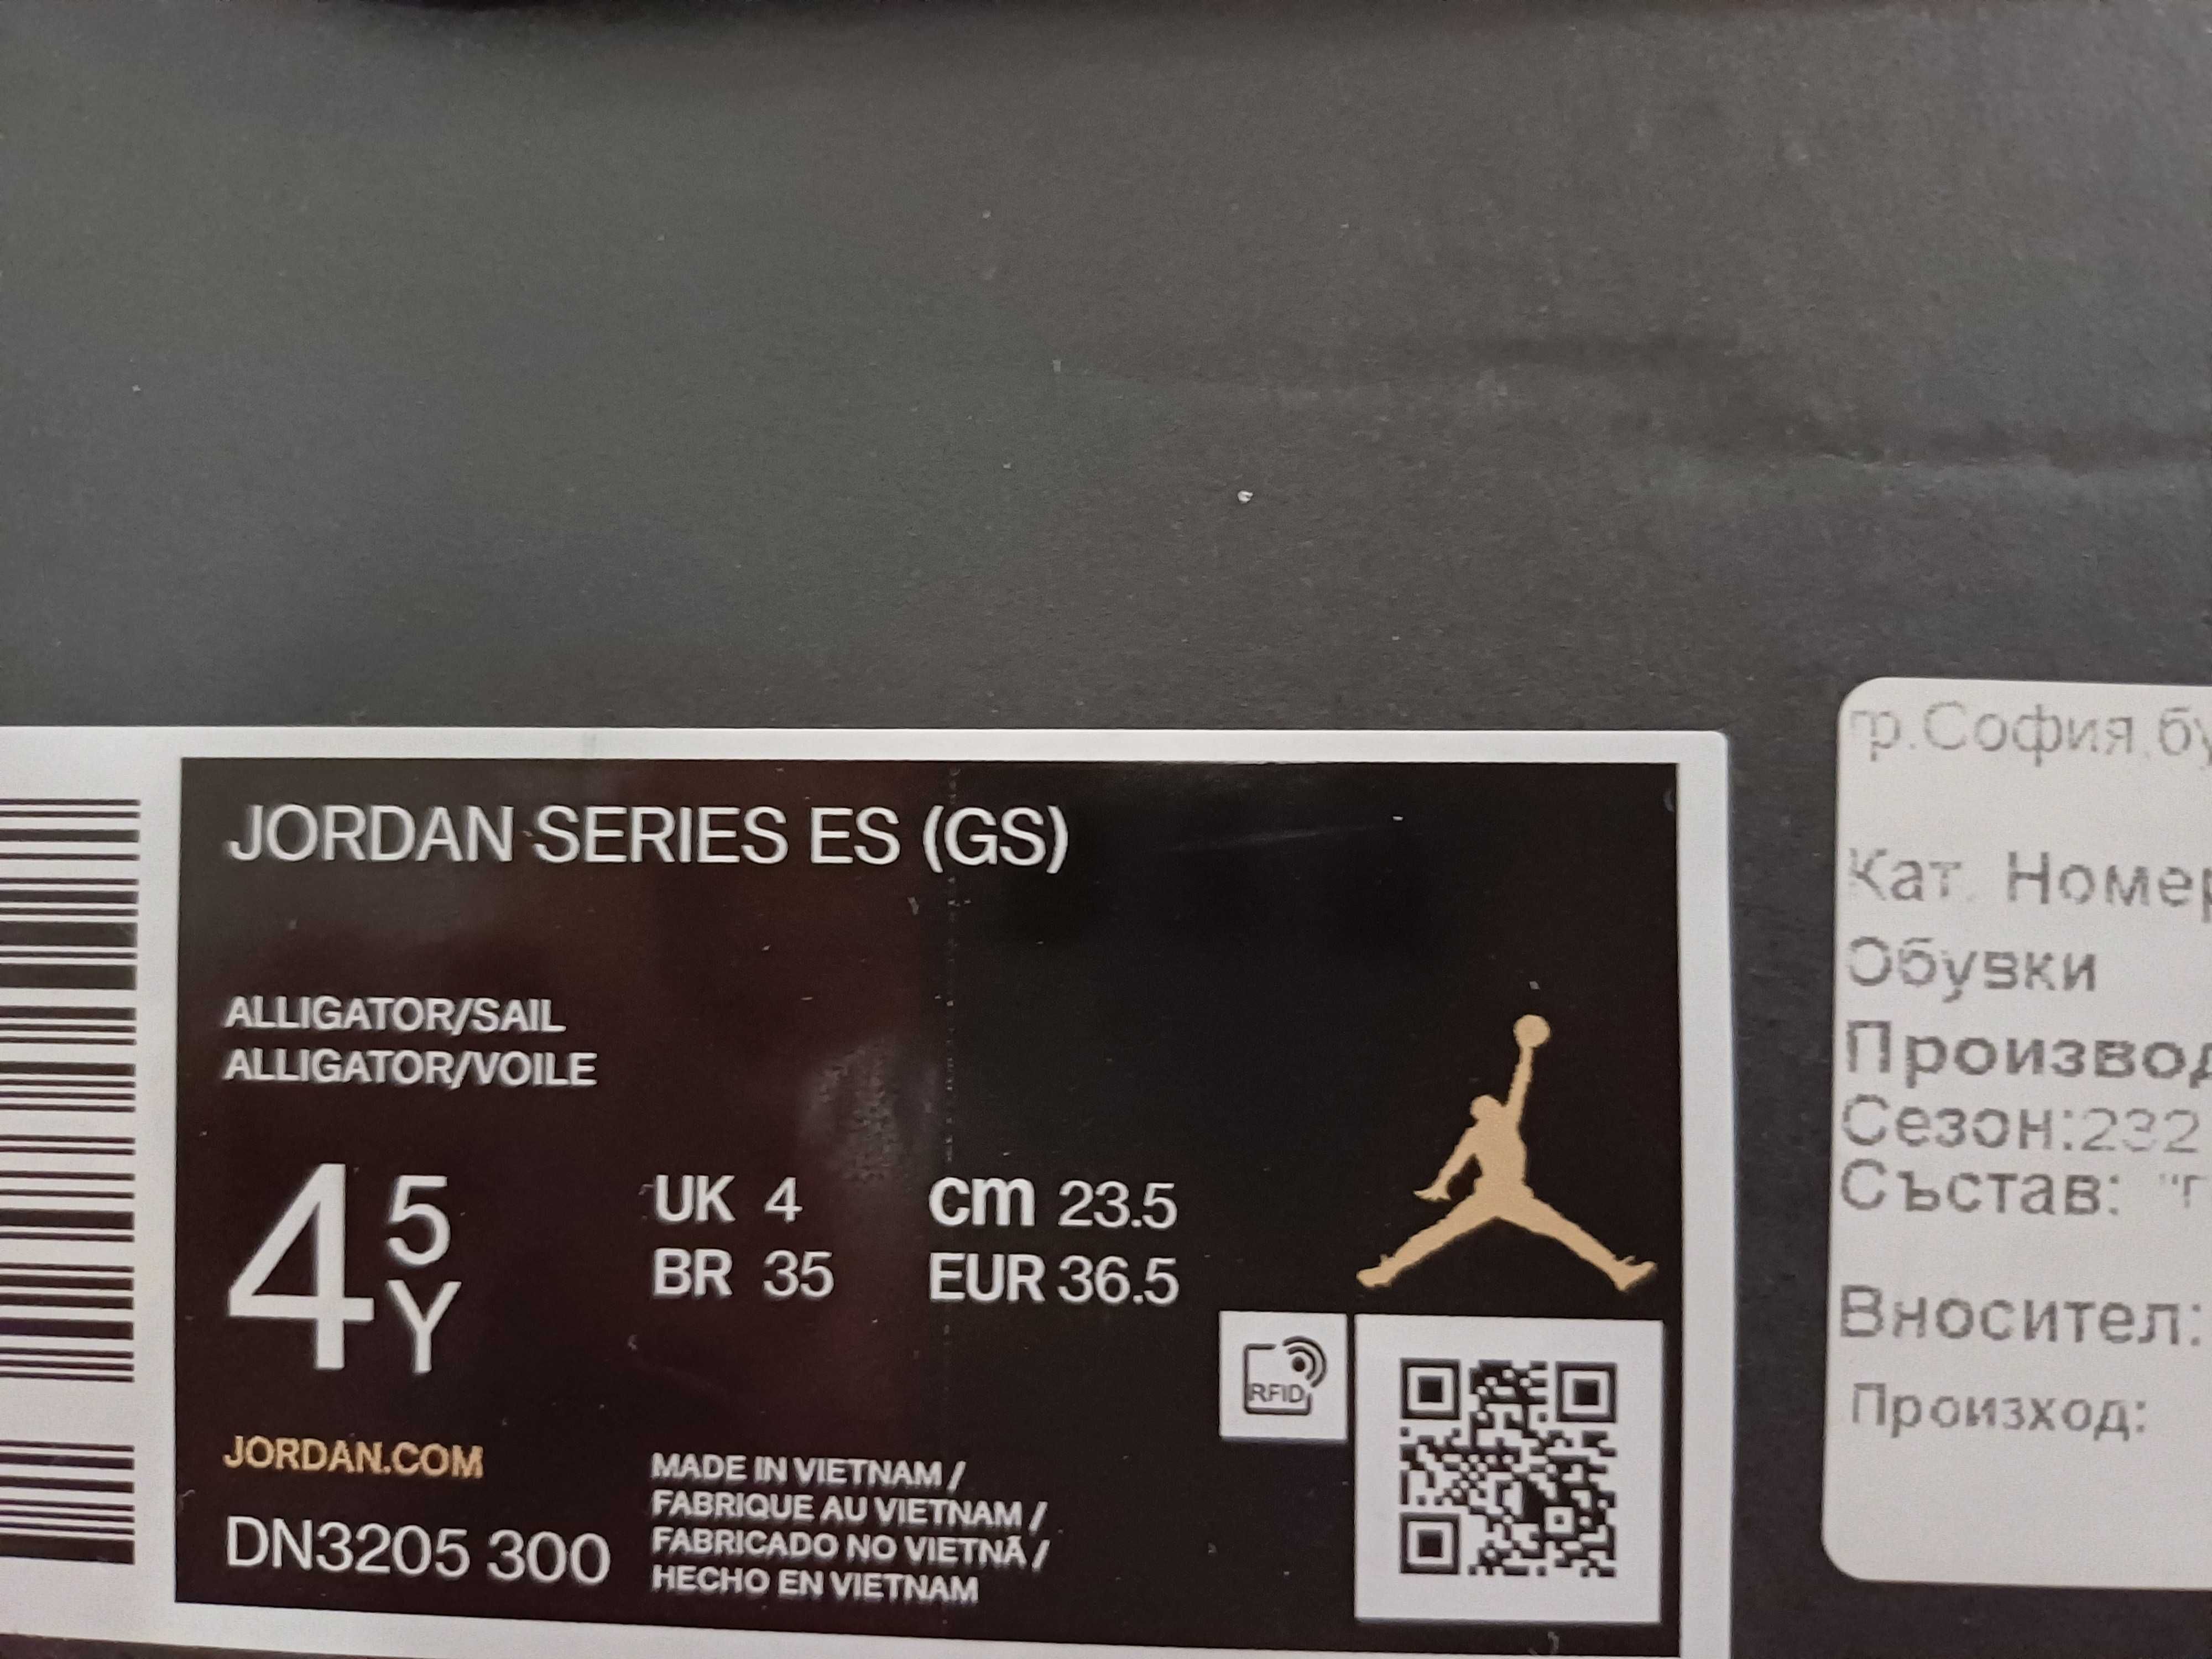 JORDAN SERIES ES (GS)
ALLIGATOR/SAIL
ALLIGATOR/VOILE
4 5 Y
UK 4
BR 35
cm 23.5
EUR 36.5
RFID
JORDAN.COM
DN3205 300
MADE IN VIETNAM /
FABRIQUE AU VIETNAM /
FABRICADO NO VIETNÃ /
HECHO EN VIETNAM
гр.София,бу
Кат. Номер
Обувки
Производ
Сезон:232
Състав:
Вносител:
Произход: